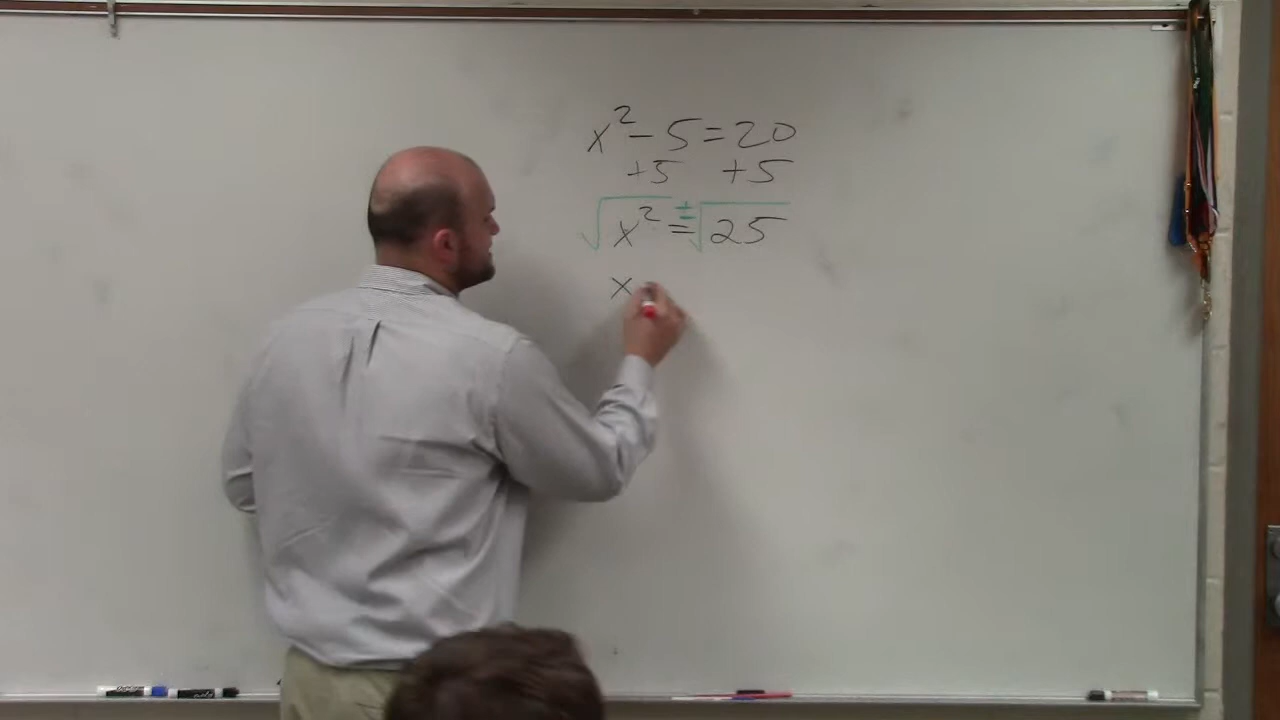 x² - 5 = 20
+5 +5
√x² = ±√25
x